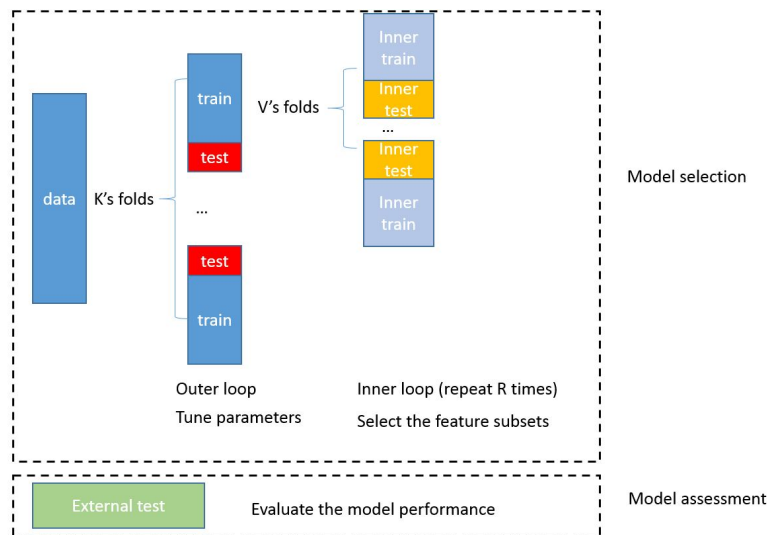 data
K's folds
train
test
...
test
train
Outer loop
Tune parameters
V's folds
Inner
train
Inner
test
...
Inner
test
Inner
train
Inner loop (repeat R times)
Select the feature subsets
Model selection
External test
Evaluate the model performance
Model assessment